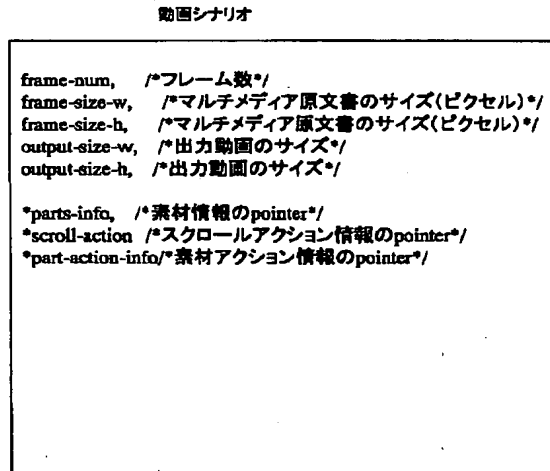 動画シナリオ
frame-num, /*フレーム数*/
frame-size-w, /*マルチメディア原文書のサイズ(ピクセル)*/
frame-size-h, /*マルチメディア原文書のサイズ(ピクセル)*/
output-size-w, /*出力動画のサイズ*/
output-size-h, /*出力動画のサイズ*/
*parts-info, /*素材情報のpointer*/
*scroll-action /*スクロールアクション情報のpointer*/
*part-action-info/*素材アクション情報のpointer*/